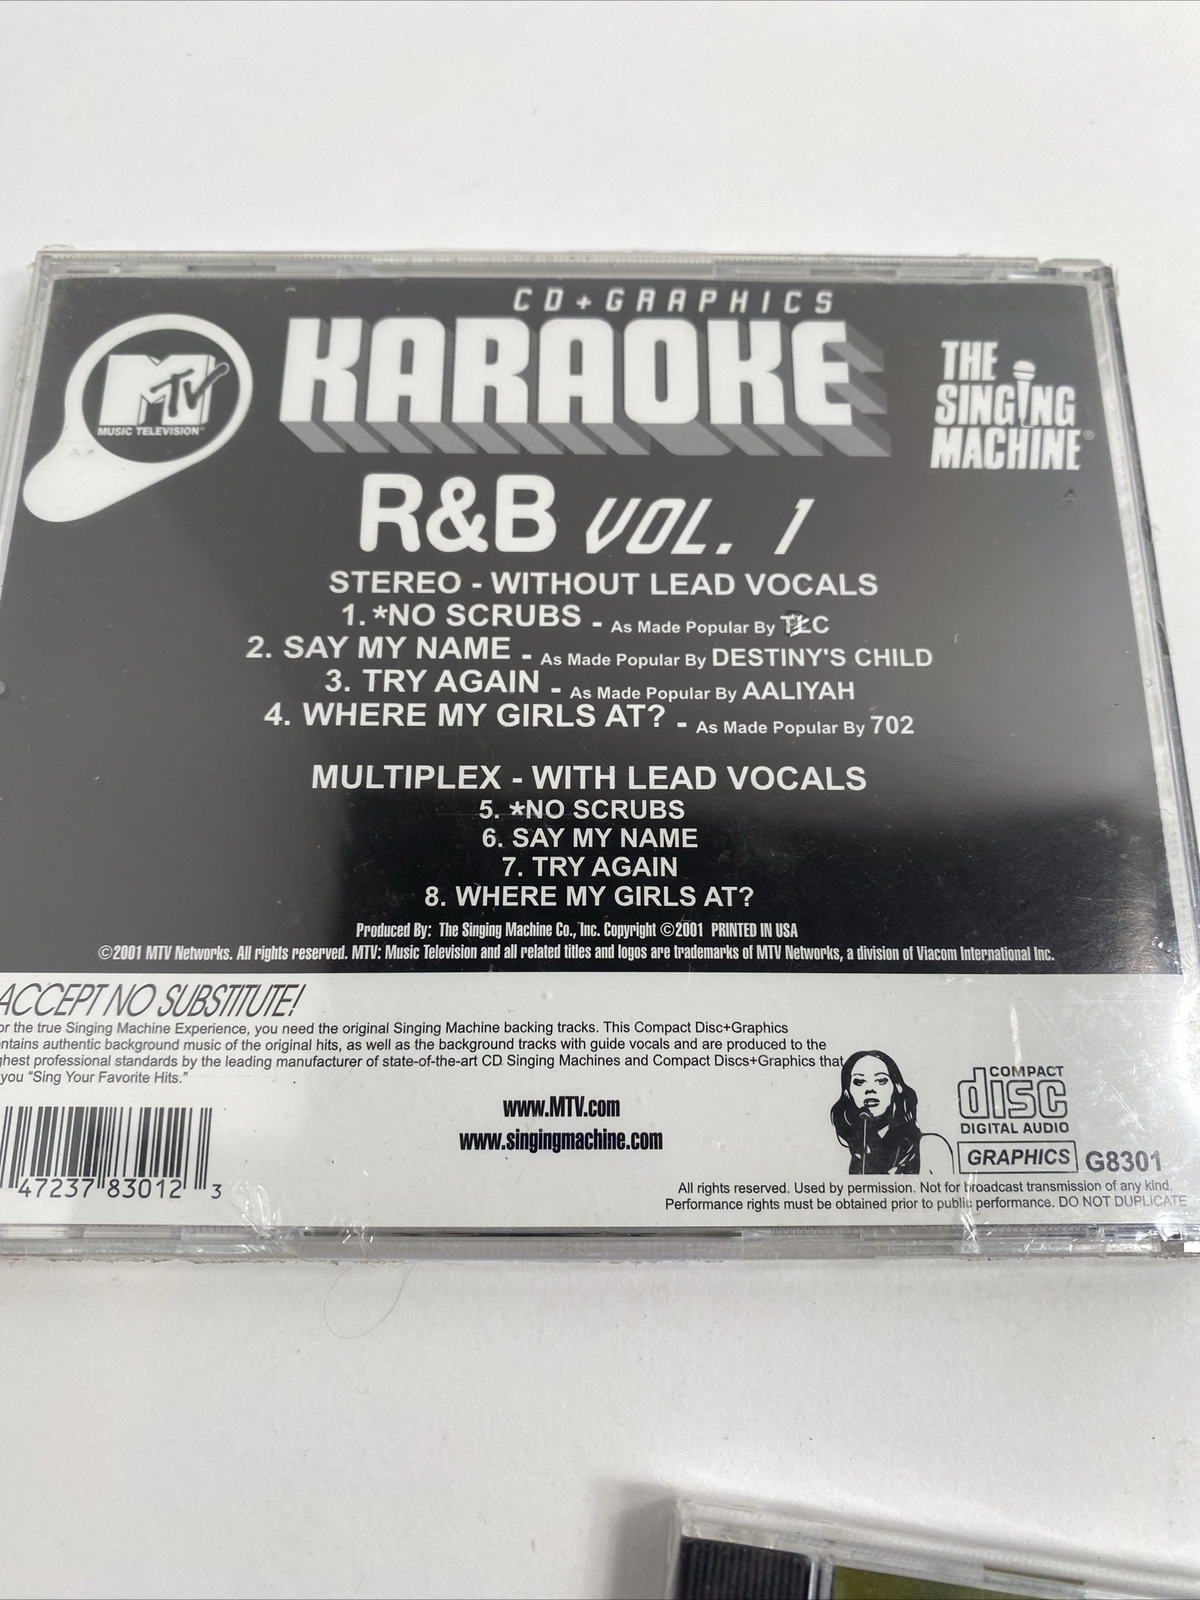 CD+GRAPHICS
KARAOKE
MTV
MUSIC TELEVISION®
THE
SINGING
MACHINE®
R&B VOL. 1
STEREO - WITHOUT LEAD VOCALS
1. *NO SCRUBS - As Made Popular By TLC
2. SAY MY NAME - As Made Popular By DESTINY'S CHILD
3. TRY AGAIN - As Made Popular By AALIYAH
4. WHERE MY GIRLS AT? - As Made Popular By 702
MULTIPLEX - WITH LEAD VOCALS
5. *NO SCRUBS
6. SAY MY NAME
7. TRY AGAIN
8. WHERE MY GIRLS AT?
Produced By: The Singing Machine Co., Inc. Copyright ©2001 PRINTED IN USA
©2001 MTV Networks. All rights reserved. MTV: Music Television and all related titles and logos are trademarks of MTV Networks, a division of Viacom International Inc.
ACCEPT NO SUBSTITUTE!
or the true Singing Machine Experience, you need the original Singing Machine backing tracks. This Compact Disc+Graphics
ntains authentic background music of the original hits, as well as the background tracks with guide vocals and are produced to the
ghest professional standards by the leading manufacturer of state-of-the-art CD Singing Machines and Compact Discs+Graphics that
you "Sing Your Favorite Hits."
www.MTV.com
www.singingmachine.com
COMPACT
disc
DIGITAL AUDIO
GRAPHICS G8301
47237 83012 3
All rights reserved. Used by permission. Not for broadcast transmission of any kind.
Performance rights must be obtained prior to public performance. DO NOT DUPLICATE